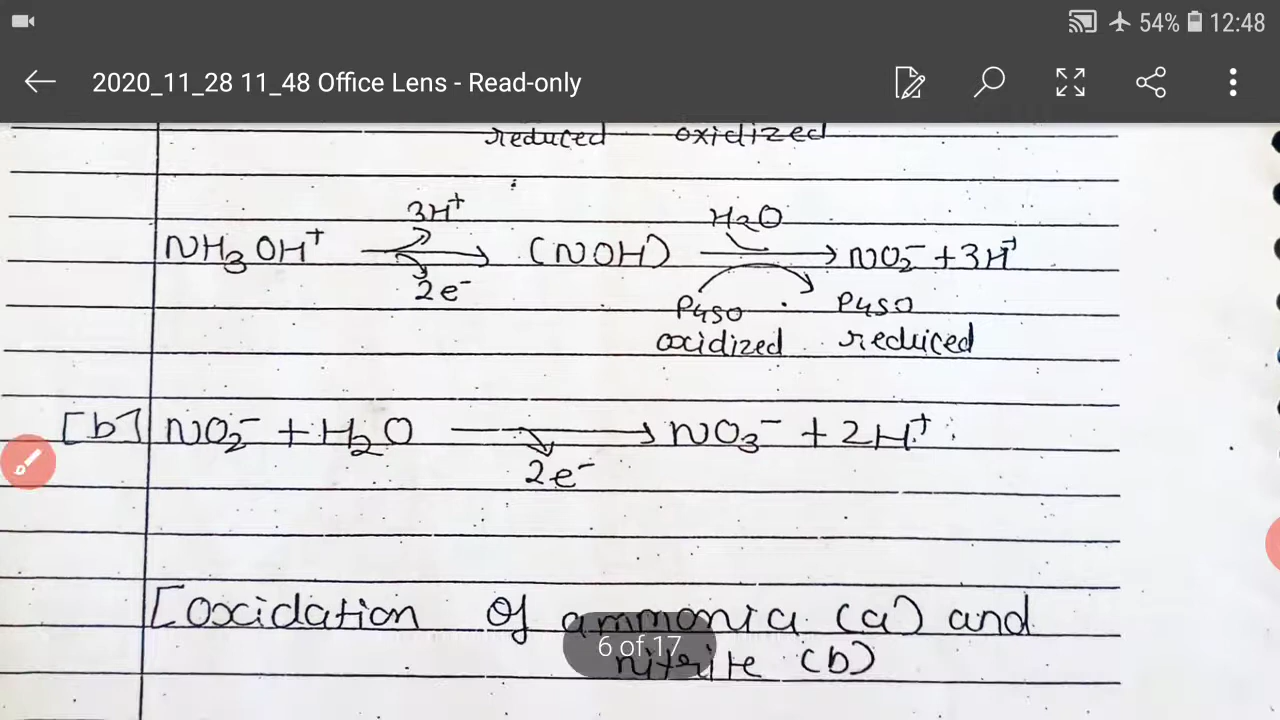 54% 12:48
2020_11_28 11_48 Office Lens - Read-only
reduced oxidized
3H⁺ H₂O
NH₃OH⁺ → (NOH) → NO₂⁻ + 3H⁺
2e⁻ P450 P450
oxidized reduced
[b] NO₂⁻ + H₂O → NO₃⁻ + 2H⁺
2e⁻
[oxidation of ammonia (a) and
6 of 17
nitrite (b)